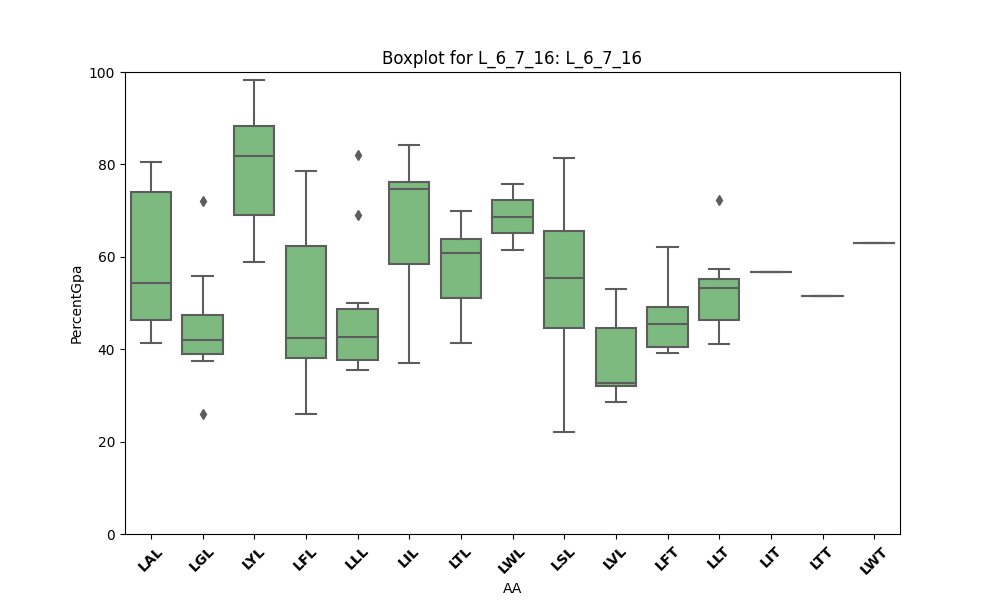 Boxplot for L_6_7_16: L_6_7_16
PercentGpa
100
80
60
40
20
0
LAL LGL LYL LFL LLL LIL LTL LWL LSL LVL LFT LLT LIT LTT LWT
AA